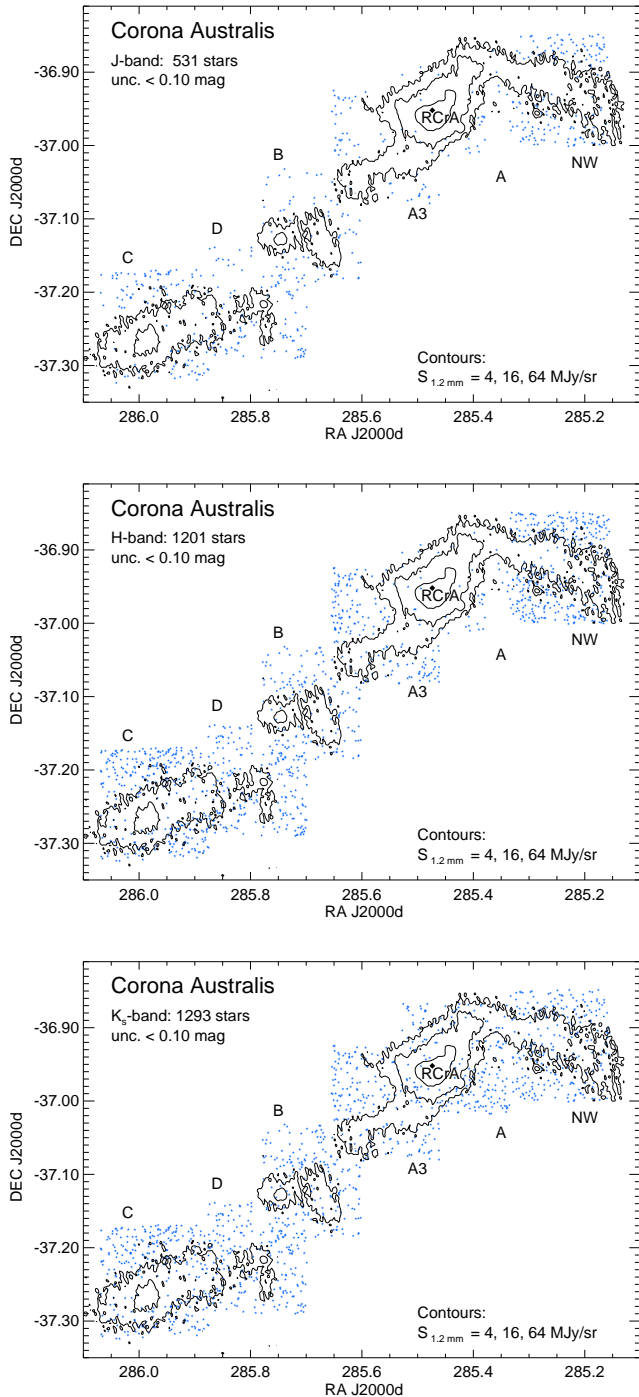 Corona Australis
J-band: 531 stars
unc. < 0.10 mag
-36.90
-37.00
-37.10
-37.20
-37.30
DEC J2000d
RCrA
NW
A
A3
B
D
C
Contours:
S 1.2 mm = 4, 16, 64 MJy/sr
286.0 285.8 285.6 285.4 285.2
RA J2000d
Corona Australis
H-band: 1201 stars
unc. < 0.10 mag
-36.90
-37.00
-37.10
-37.20
-37.30
DEC J2000d
RCrA
NW
A
A3
B
D
C
Contours:
S 1.2 mm = 4, 16, 64 MJy/sr
286.0 285.8 285.6 285.4 285.2
RA J2000d
Corona Australis
Ks-band: 1293 stars
unc. < 0.10 mag
-36.90
-37.00
-37.10
-37.20
-37.30
DEC J2000d
RCrA
NW
A
A3
B
D
C
Contours:
S 1.2 mm = 4, 16, 64 MJy/sr
286.0 285.8 285.6 285.4 285.2
RA J2000d